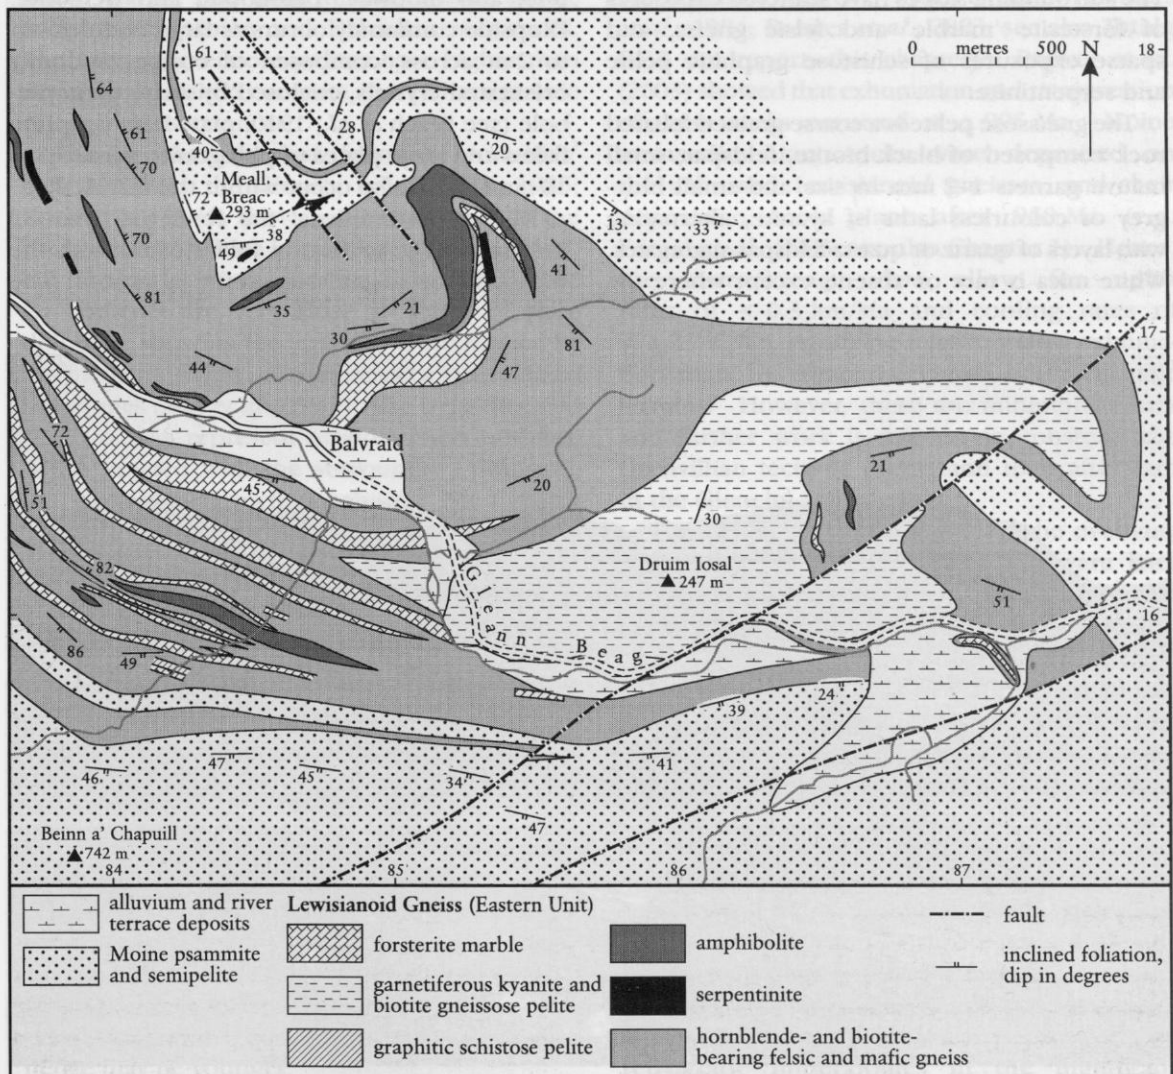 0 metres 500
N
18
64
61
61
70
70
81
40
72
Meall
Breac
293 m
28
20
38
49
35
13
33
41
21
30
81
47
44
17
Balvraid
72
45
51
20
21
30
Druim Iosal
247 m
82
Gleann Beag
51
16
86
49
24
39
46
47
45
34
41
47
Beinn a' Chapuill
742 m
84
85
86
87
alluvium and river
terrace deposits
Moine psammite
and semipelite
Lewisianoid Gneiss (Eastern Unit)
forsterite marble
garnetiferous kyanite and
biotite gneissose pelite
graphitic schistose pelite
amphibolite
serpentinite
hornblende- and biotite-
bearing felsic and mafic gneiss
fault
inclined foliation,
dip in degrees